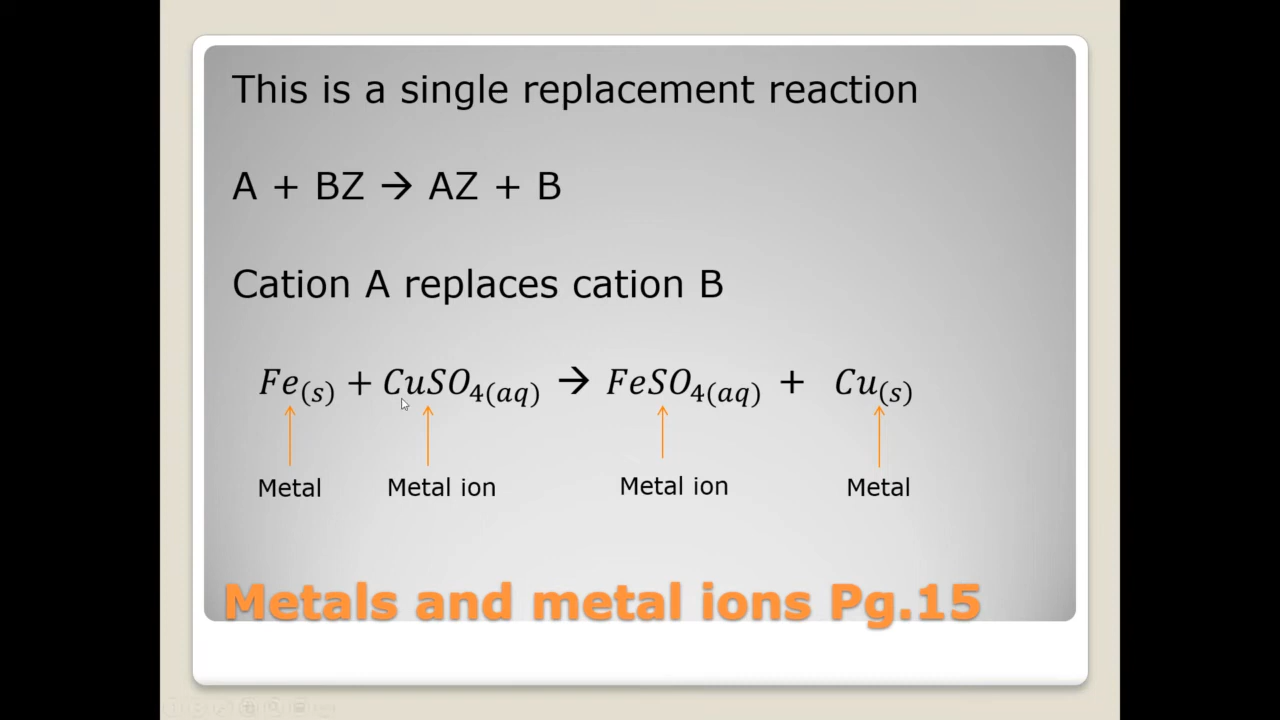 This is a single replacement reaction
A + BZ → AZ + B
Cation A replaces cation B
Fe(s) + CuSO4(aq) → FeSO4(aq) + Cu(s)
Metal Metal ion Metal ion Metal
Metals and metal ions Pg.15